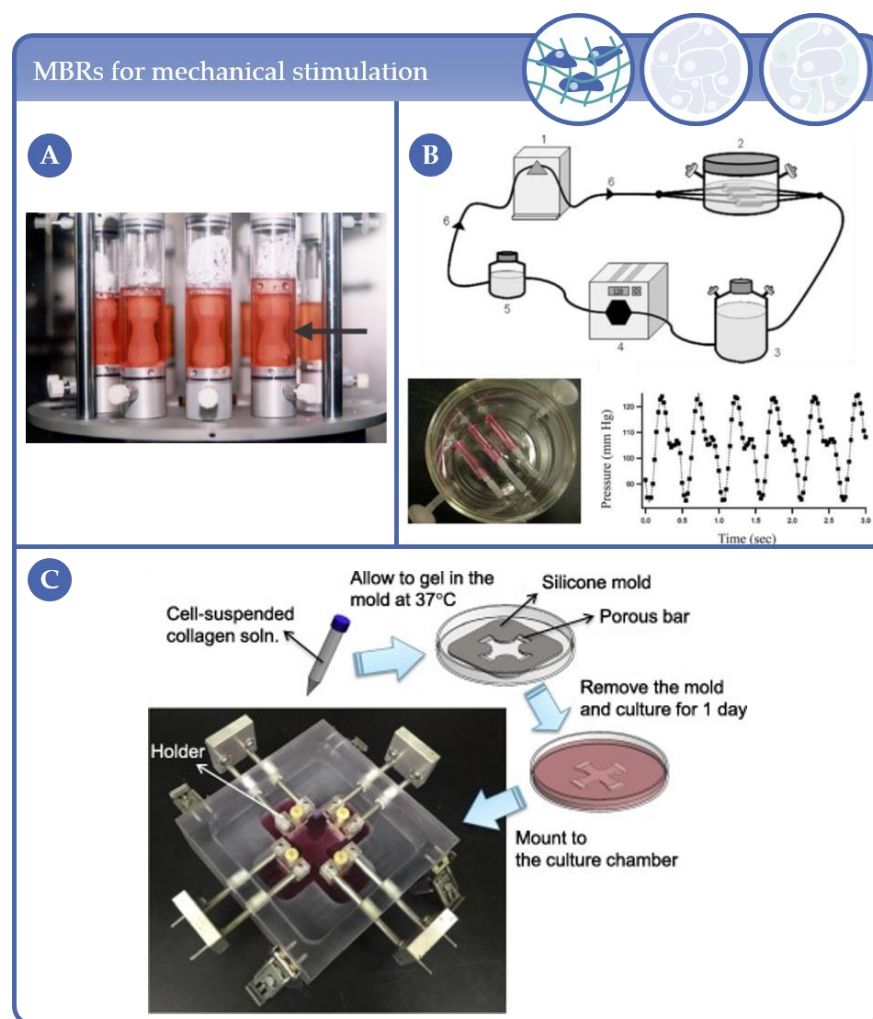 MBRs for mechanical stimulation
A
B
1
2
6
6
5
4
3
120
110
100
90
Pressure (mm Hg)
0.0 0.5 1.0 1.5 2.0 2.5 3.0
Time (sec)
C
Cell-suspended
collagen soln.
Allow to gel in the
mold at 37°C
Silicone mold
Porous bar
Remove the mold
and culture for 1 day
Holder
Mount to
the culture chamber